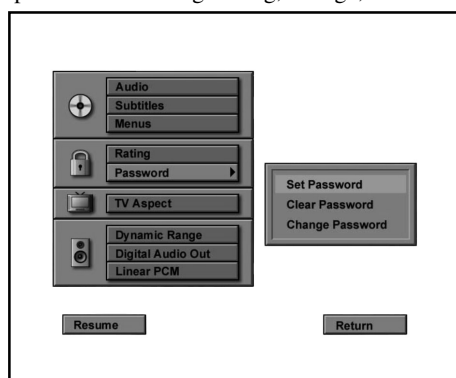 Audio
Subtitles
Menus
Rating
Password
TV Aspect
Dynamic Range
Digital Audio Out
Linear PCM
Set Password
Clear Password
Change Password
Resume
Return